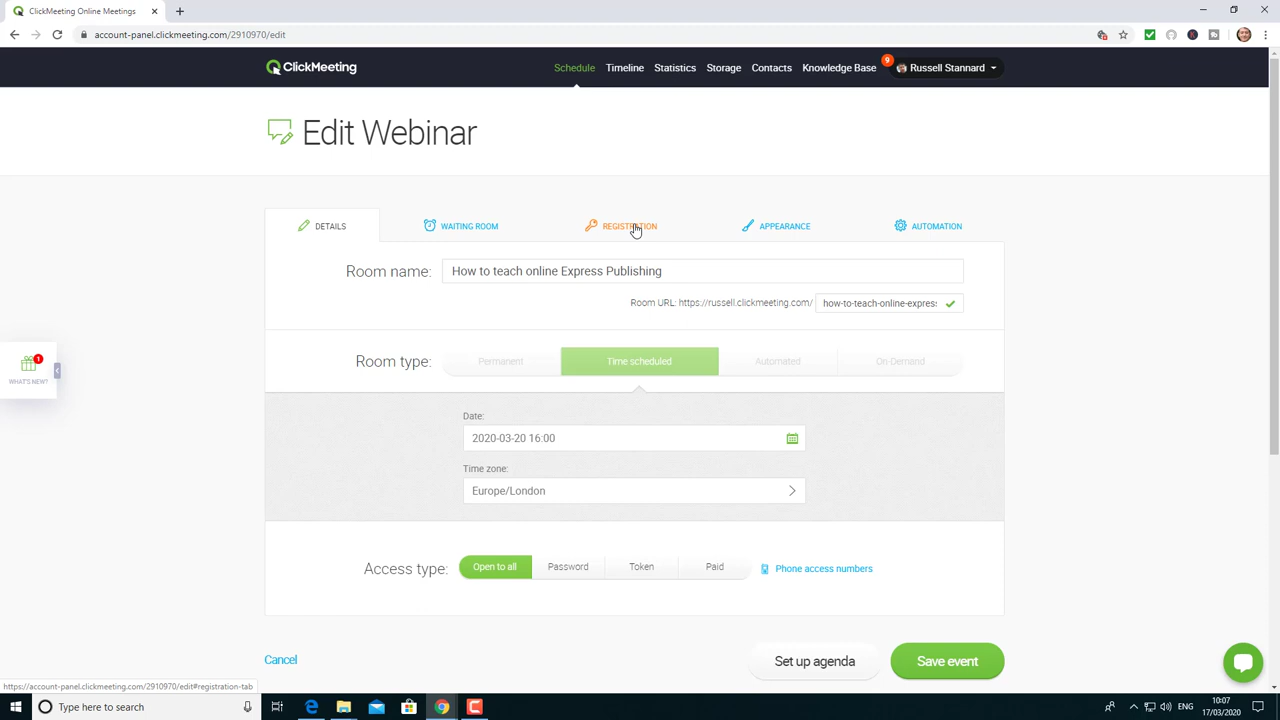 ClickMeeting Online Meetings
account-panel.clickmeeting.com/2910970/edit
ClickMeeting
Schedule Timeline Statistics Storage Contacts Knowledge Base 9 Russell Stannard
Edit Webinar
DETAILS WAITING ROOM REGISTRATION APPEARANCE AUTOMATION
Room name: How to teach online Express Publishing
Room URL: https://russell.clickmeeting.com/ how-to-teach-online-express
Room type: Permanent Time scheduled Automated On-Demand
1
WHAT'S NEW?
Date:
2020-03-20 16:00
Time zone:
Europe/London
Access type: Open to all Password Token Paid Phone access numbers
Cancel Set up agenda Save event
https://account-panel.clickmeeting.com/2910970/edit#registration-tab
Type here to search
ENG
10:07
17/03/2020